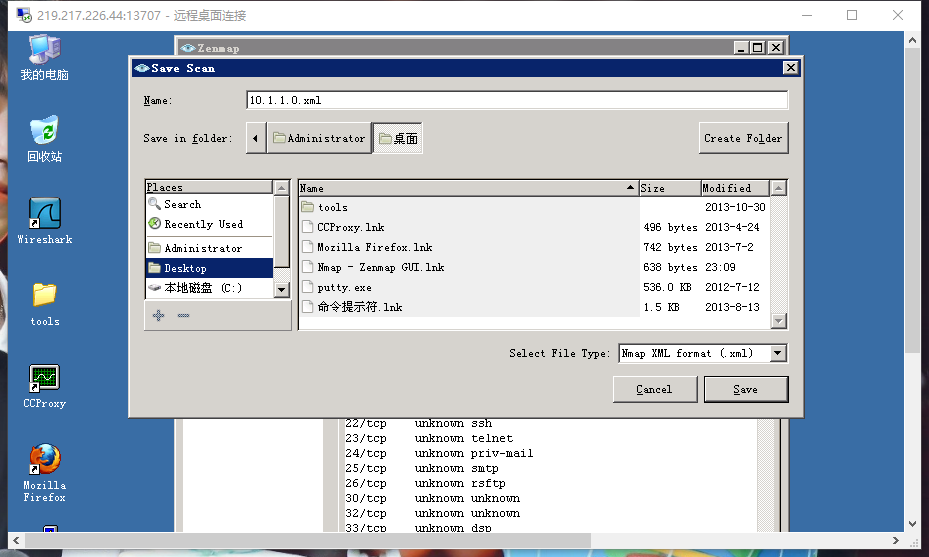 219.217.226.44:13707 - 远程桌面连接
我的电脑
回收站
Wireshark
tools
CCProxy
Mozilla
Firefox
Zenmap
Save Scan
Name:
10.1.1.0.xml
Save in folder:
Administrator
桌面
Create Folder
Places
Search
Recently Used
Administrator
Desktop
本地磁盘 (C:)
Name Size Modified
tools 2013-10-30
CCProxy.lnk 496 bytes 2013-4-24
Mozilla Firefox.lnk 742 bytes 2013-7-2
Nmap - Zenmap GUI.lnk 638 bytes 23:09
putty.exe 536.0 KB 2012-7-12
命令提示符.lnk 1.5 KB 2013-8-13
Select File Type: Nmap XML format (.xml)
Cancel
Save
22/tcp unknown ssh
23/tcp unknown telnet
24/tcp unknown priv-mail
25/tcp unknown smtp
26/tcp unknown rsftp
30/tcp unknown unknown
32/tcp unknown unknown
33/tcp unknown dsp